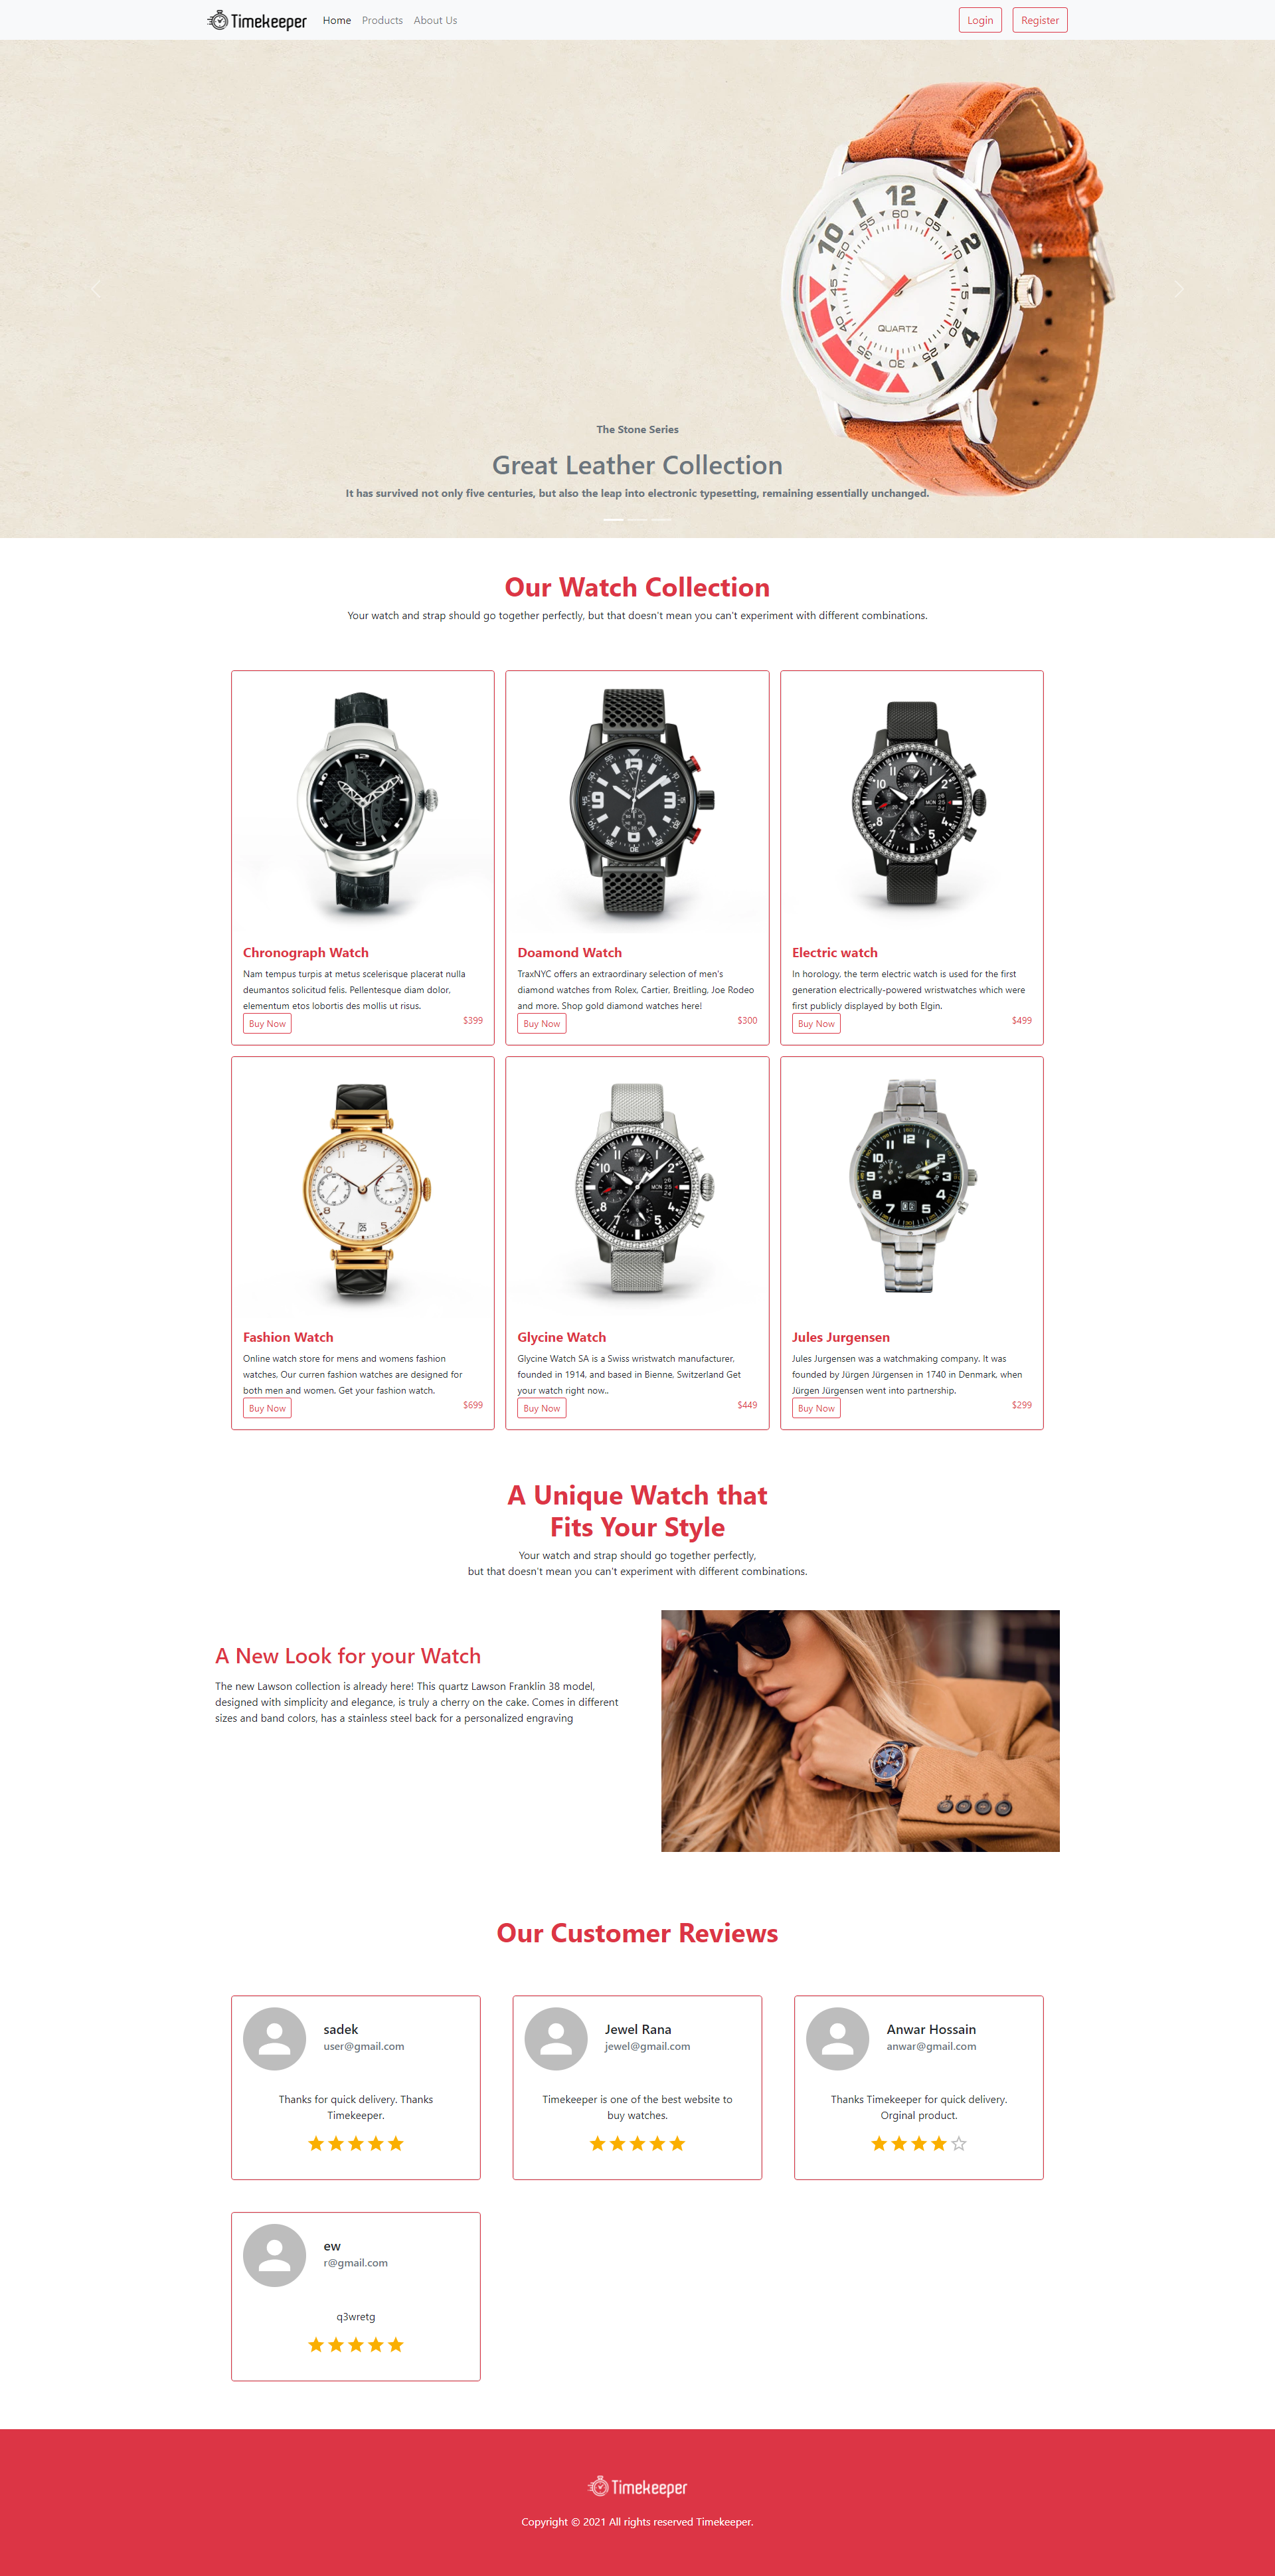 Timekeeper Home Products About Us Login Register
12
60
QUARTZ
The Stone Series
Great Leather Collection
It has survived not only five centuries, but also the leap into electronic typesetting, remaining essentially unchanged.
Our Watch Collection
Your watch and strap should go together perfectly, but that doesn't mean you can't experiment with different combinations.
Chronograph Watch
Nam tempus turpis at metus scelerisque placerat nulla
deumantos solicitud felis. Pellentesque diam dolor,
elementum etos lobortis des mollis ut risus.
Buy Now $399
Doamond Watch
TraxNYC offers an extraordinary selection of men's
diamond watches from Rolex, Cartier, Breitling, Joe Rodeo
and more. Shop gold diamond watches here!
Buy Now $300
Electric watch
In horology, the term electric watch is used for the first
generation electrically-powered wristwatches which were
first publicly displayed by both Elgin.
Buy Now $499
Fashion Watch
Online watch store for mens and womens fashion
watches, Our curren fashion watches are designed for
both men and women. Get your fashion watch.
Buy Now $699
Glycine Watch
Glycine Watch SA is a Swiss wristwatch manufacturer,
founded in 1914, and based in Bienne, Switzerland Get
your watch right now..
Buy Now $449
Jules Jurgensen
Jules Jurgensen was a watchmaking company. It was
founded by Jürgen Jürgensen in 1740 in Denmark, when
Jürgen Jürgensen went into partnership.
Buy Now $299
A Unique Watch that
Fits Your Style
Your watch and strap should go together perfectly,
but that doesn't mean you can't experiment with different combinations.
A New Look for your Watch
The new Lawson collection is already here! This quartz Lawson Franklin 38 model,
designed with simplicity and elegance, is truly a cherry on the cake. Comes in different
sizes and band colors, has a stainless steel back for a personalized engraving
Our Customer Reviews
sadek
user@gmail.com
Thanks for quick delivery. Thanks
Timekeeper.
Jewel Rana
jewel@gmail.com
Timekeeper is one of the best website to
buy watches.
Anwar Hossain
anwar@gmail.com
Thanks Timekeeper for quick delivery.
Orginal product.
ew
r@gmail.com
q3wretg
Timekeeper
Copyright © 2021 All rights reserved Timekeeper.